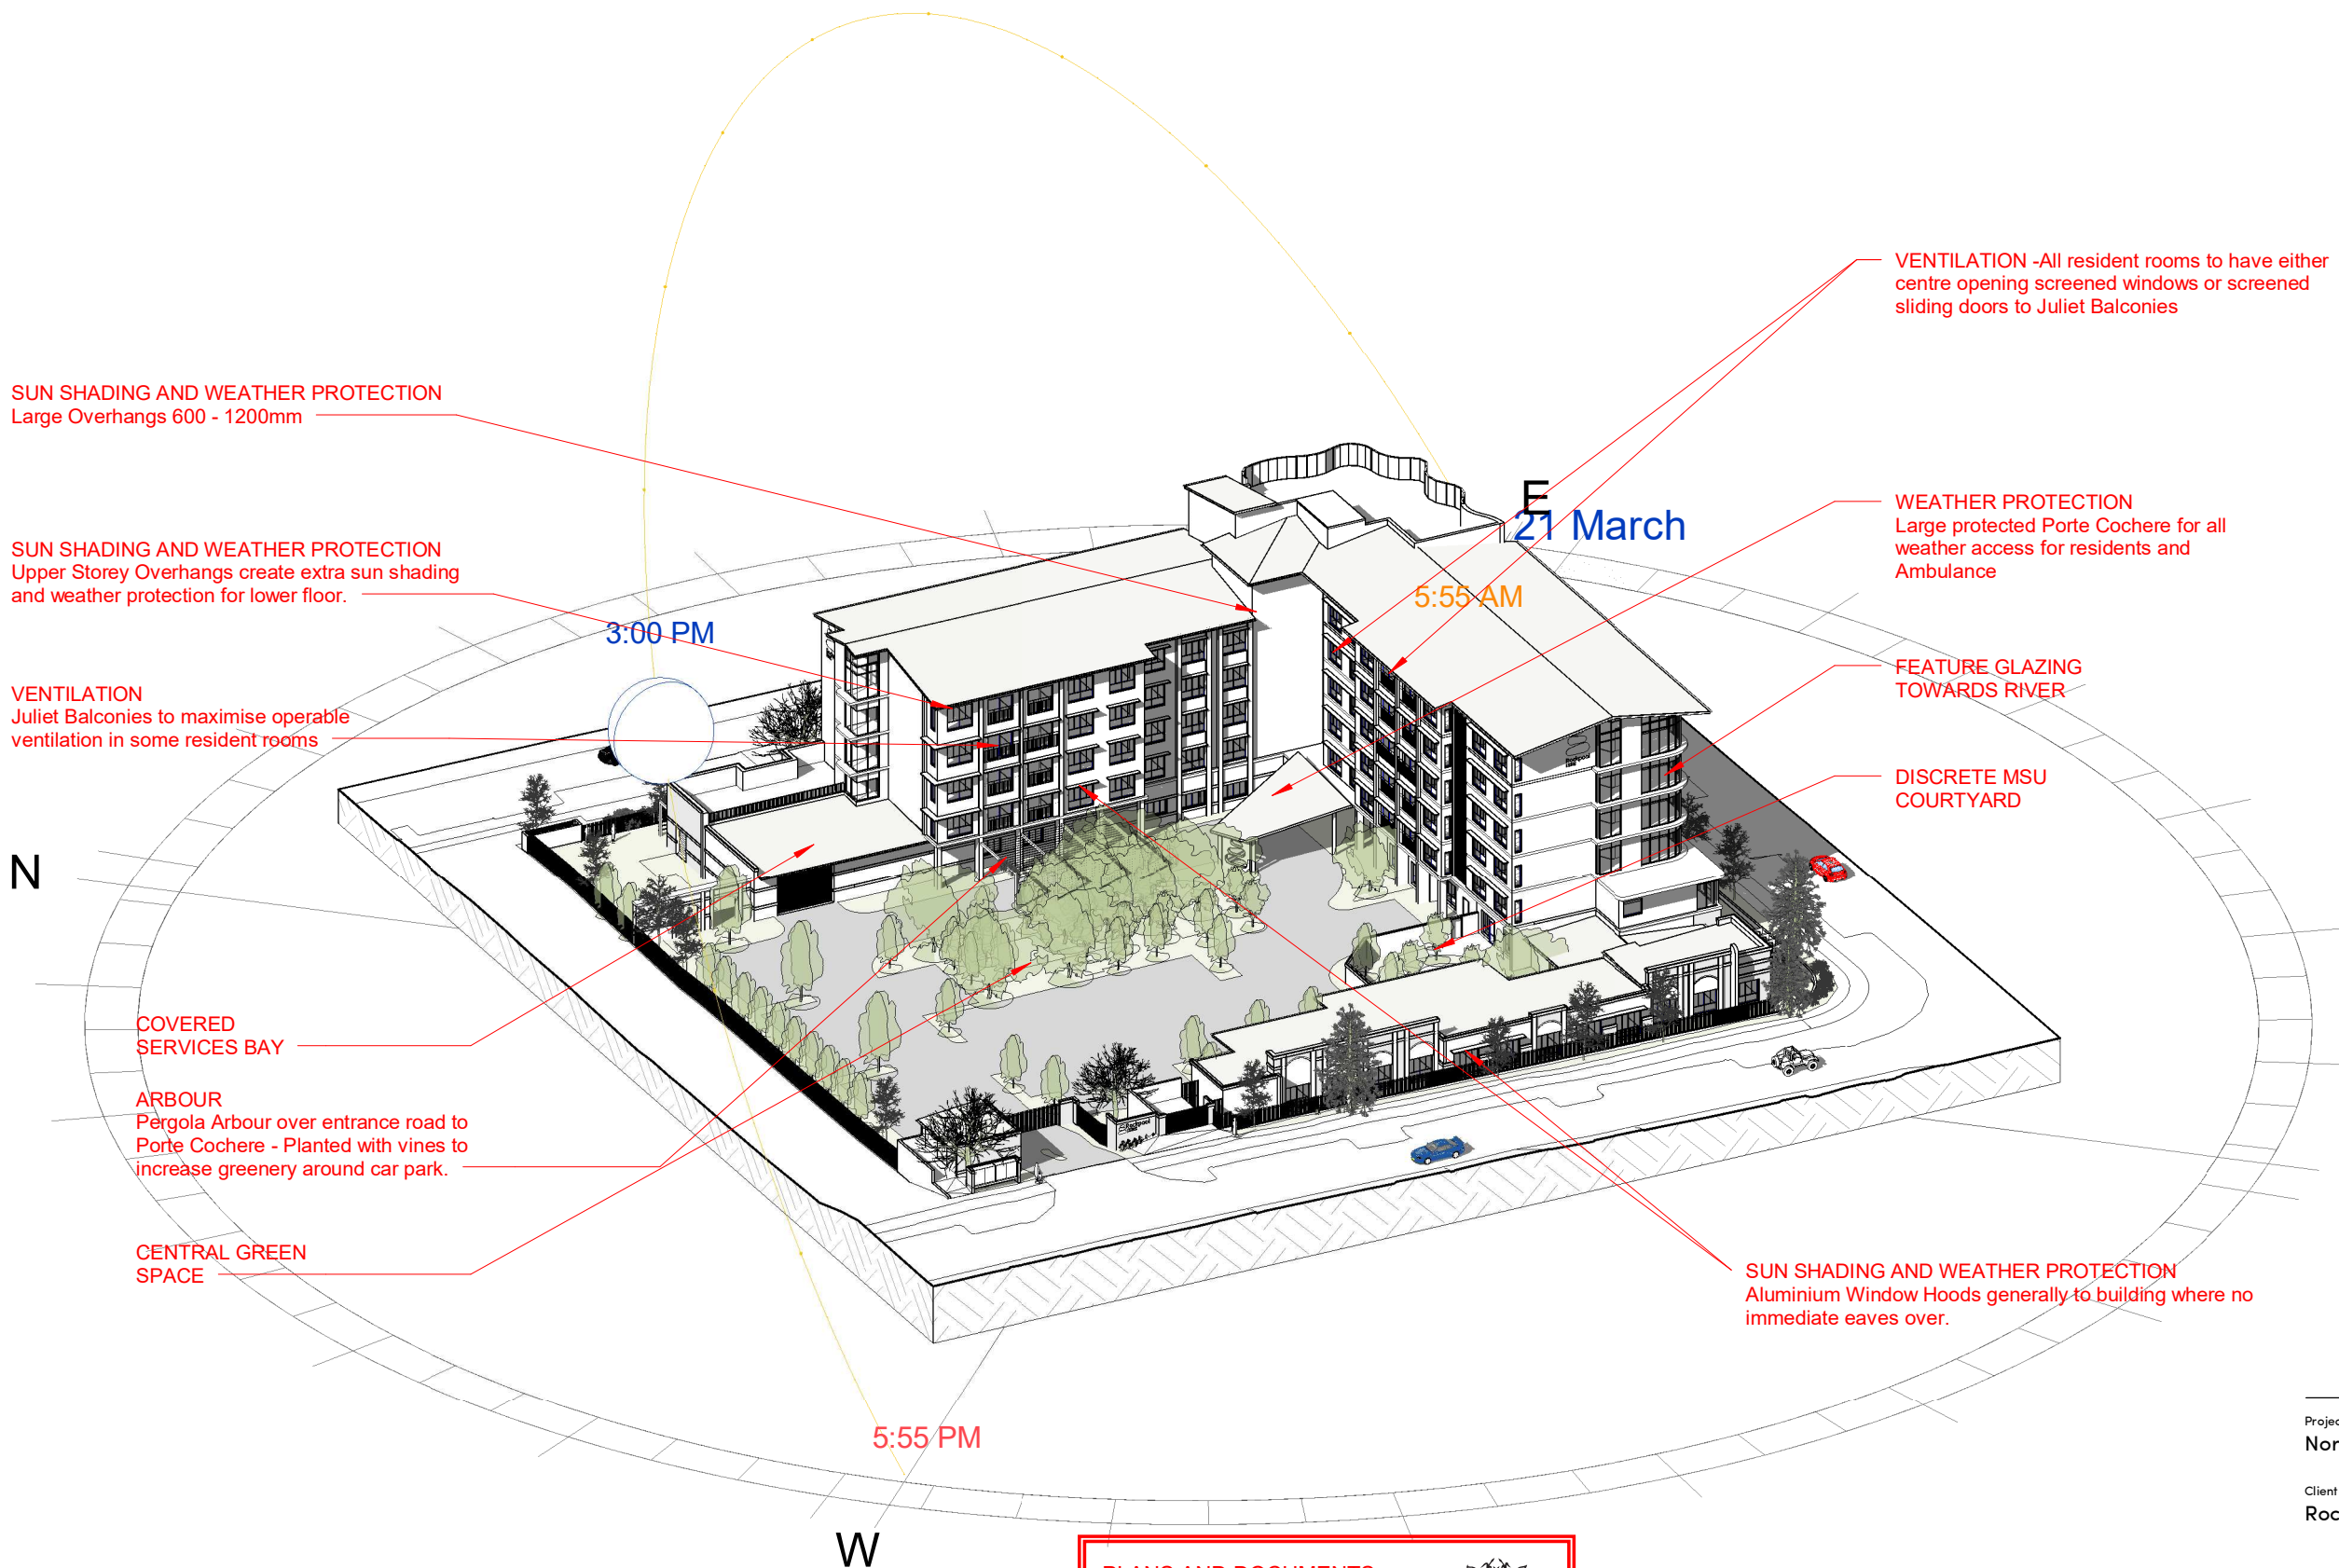 VENTILATION -All resident rooms to have either
centre opening screened windows or screened
sliding doors to Juliet Balconies
SUN SHADING AND WEATHER PROTECTION
Large Overhangs 600 - 1200mm
E
21 March
WEATHER PROTECTION
Large protected Porte Cochere for all
weather access for residents and
Ambulance
SUN SHADING AND WEATHER PROTECTION
Upper Storey Overhangs create extra sun shading
and weather protection for lower floor.
5:55 AM
3:00 PM
FEATURE GLAZING
TOWARDS RIVER
VENTILATION
Juliet Balconies to maximise operable
ventilation in some resident rooms
DISCRETE MSU
COURTYARD
N
COVERED
SERVICES BAY
ARBOUR
Pergola Arbour over entrance road to
Porte Cochere - Planted with vines to
increase greenery around car park.
CENTRAL GREEN
SPACE
SUN SHADING AND WEATHER PROTECTION
Aluminium Window Hoods generally to building where no
immediate eaves over.
5:55 PM
W
Client